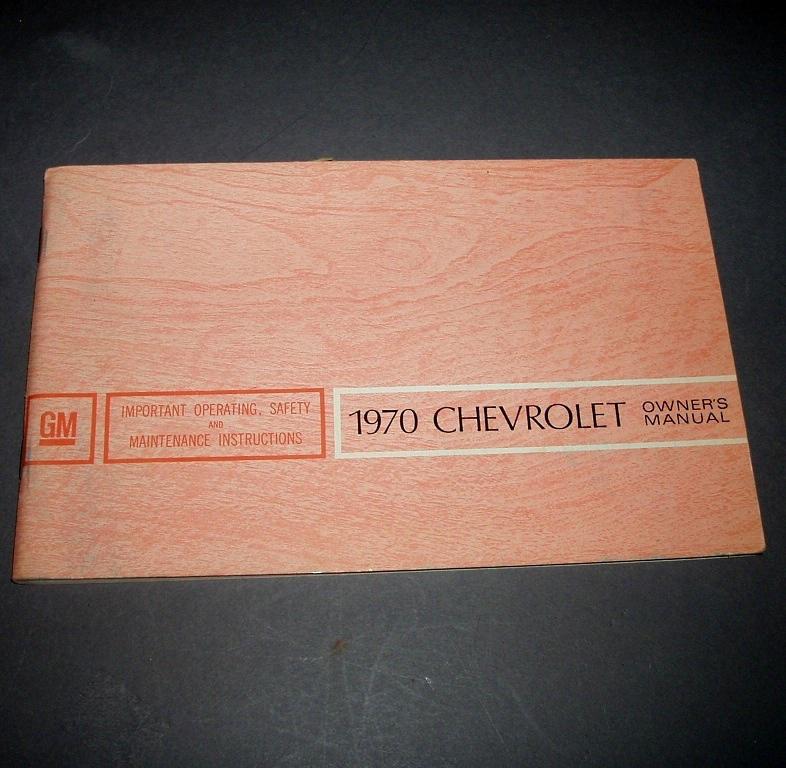 GM
IMPORTANT OPERATING, SAFETY
AND
MAINTENANCE INSTRUCTIONS
1970 CHEVROLET
OWNER'S
MANUAL